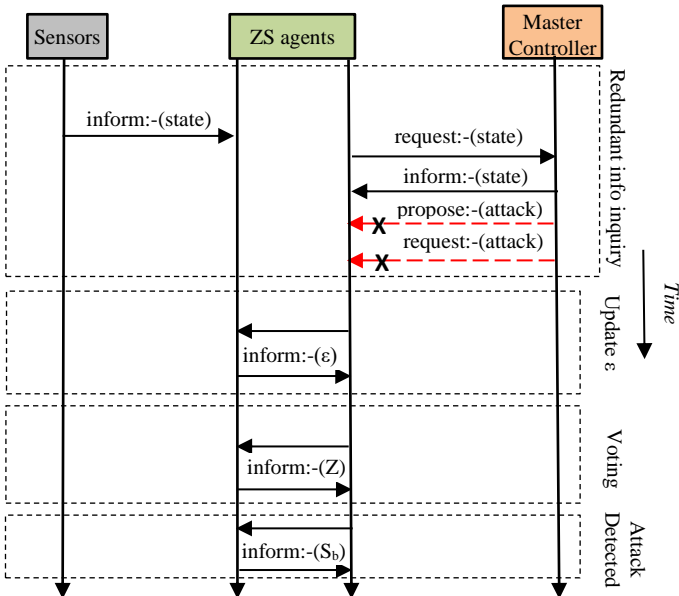 Sensors
ZS agents
Master
Controller
inform:-(state)
request:-(state)
inform:-(state)
propose:-(attack)
request:-(attack)
Redundant info inquiry
Time
inform:-(ε)
Update ε
inform:-(Z)
Voting
inform:-(Sb)
Attack
Detected